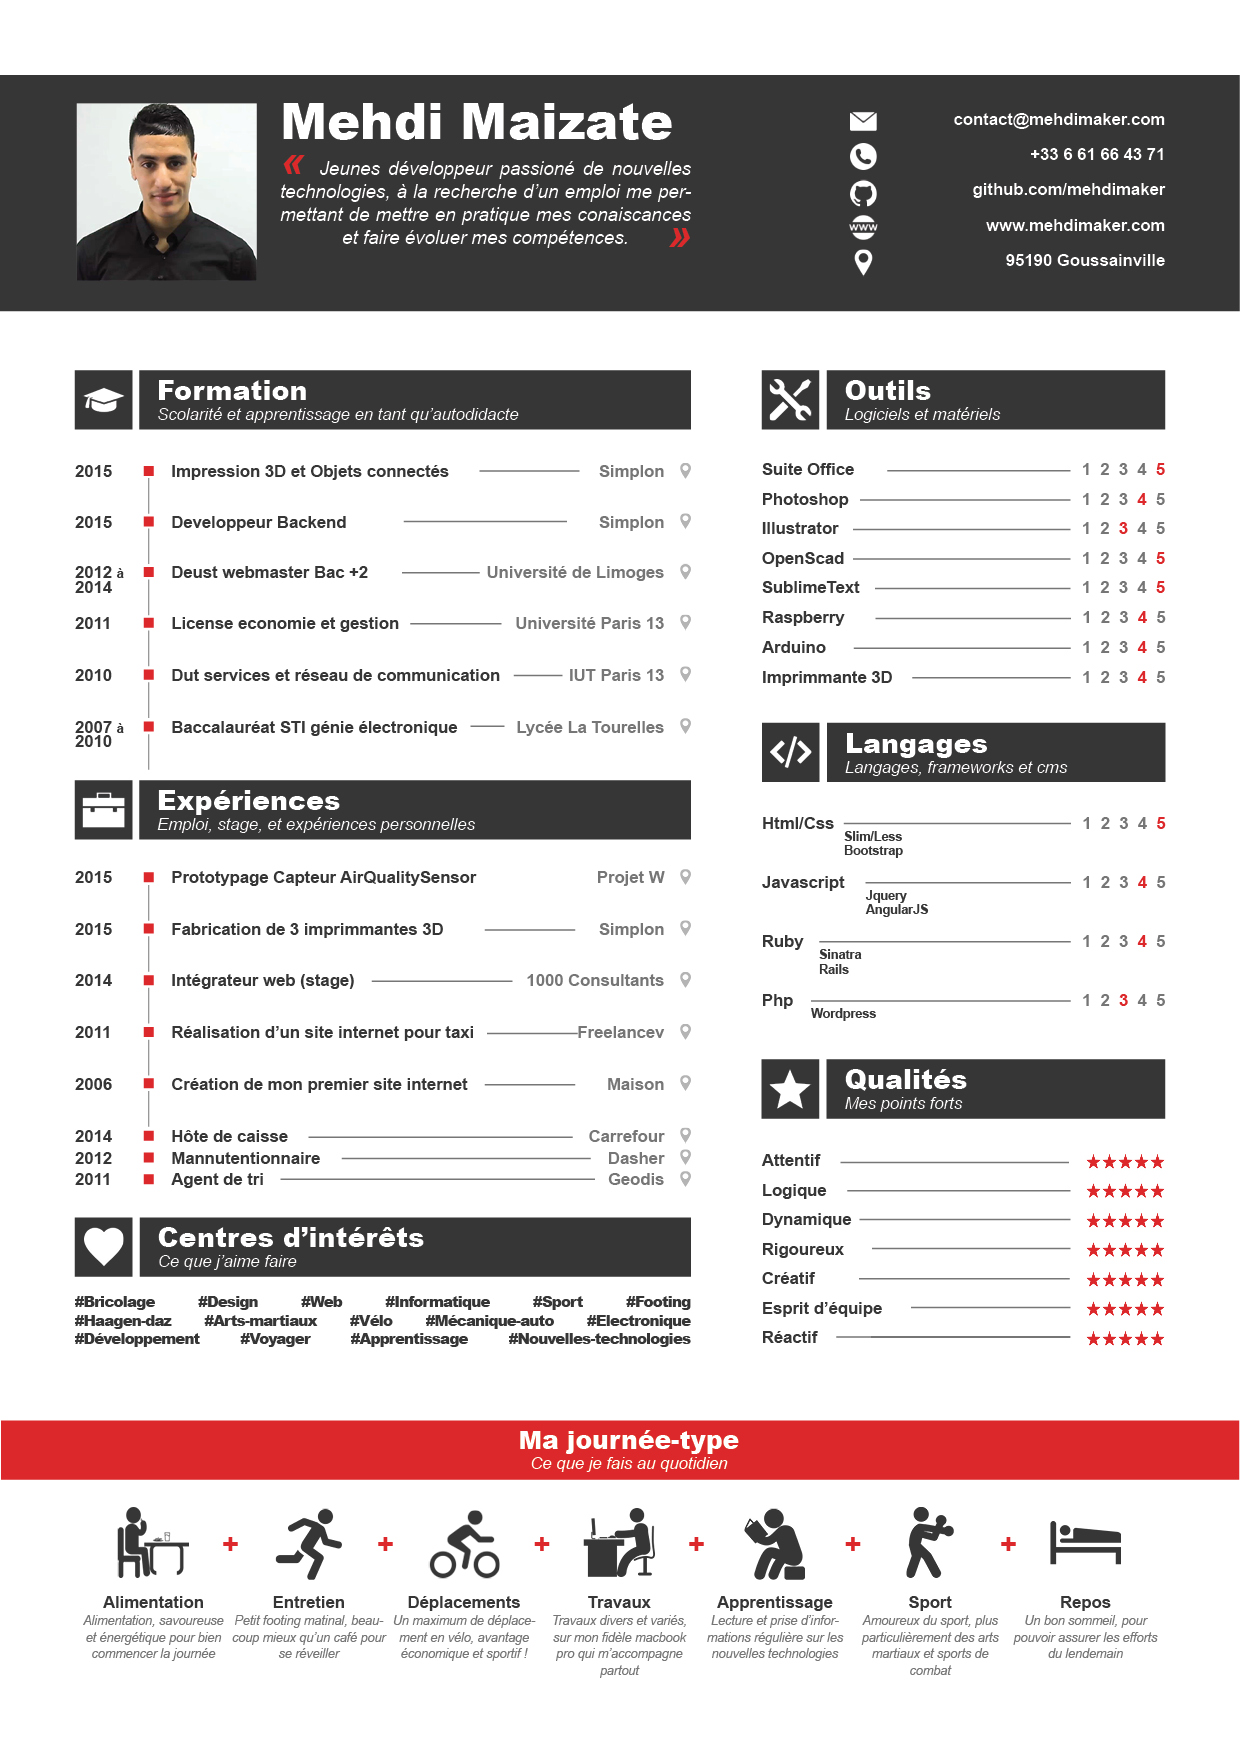 Mehdi Maizate
« Jeunes développeur passioné de nouvelles
technologies, à la recherche d’un emploi me per-
mettant de mettre en pratique mes conaiscances
et faire évoluer mes compétences. »
contact@mehdimaker.com
+33 6 61 66 43 71
github.com/mehdimaker
www www.mehdimaker.com
95190 Goussainville
Formation
Scolarité et apprentissage en tant qu’autodidacte
2015 Impression 3D et Objets connectés Simplon
2015 Developpeur Backend Simplon
2012 à
2014 Deust webmaster Bac +2 Université de Limoges
2011 License economie et gestion Université Paris 13
2010 Dut services et réseau de communication IUT Paris 13
2007 à
2010 Baccalauréat STI génie électronique Lycée La Tourelles
Expériences
Emploi, stage, et expériences personnelles
2015 Prototypage Capteur AirQualitySensor Projet W
2015 Fabrication de 3 imprimmantes 3D Simplon
2014 Intégrateur web (stage) 1000 Consultants
2011 Réalisation d’un site internet pour taxi Freelancev
2006 Création de mon premier site internet Maison
2014 Hôte de caisse Carrefour
2012 Mannutentionnaire Dasher
2011 Agent de tri Geodis
Centres d’intérêts
Ce que j’aime faire
#Bricolage #Design #Web #Informatique #Sport #Footing
#Haagen-daz #Arts-martiaux #Vélo #Mécanique-auto #Electronique
#Développement #Voyager #Apprentissage #Nouvelles-technologies
Outils
Logiciels et matériels
Suite Office 1 2 3 4 5
Photoshop 1 2 3 4 5
Illustrator 1 2 3 4 5
OpenScad 1 2 3 4 5
SublimeText 1 2 3 4 5
Raspberry 1 2 3 4 5
Arduino 1 2 3 4 5
Imprimmante 3D 1 2 3 4 5
Langages
Langages, frameworks et cms
Html/Css 1 2 3 4 5
Slim/Less
Bootstrap
Javascript 1 2 3 4 5
Jquery
AngularJS
Ruby 1 2 3 4 5
Sinatra
Rails
Php 1 2 3 4 5
Wordpress
Qualités
Mes points forts
Attentif ★★★★★
Logique ★★★★★
Dynamique ★★★★★
Rigoureux ★★★★★
Créatif ★★★★★
Esprit d’équipe ★★★★★
Réactif ★★★★★
Ma journée-type
Ce que je fais au quotidien
+ + + + + +
Alimentation
Alimentation, savoureuse
et énergétique pour bien
commencer la journée
Entretien
Petit footing matinal, beau-
coup mieux qu’un café pour
se réveiller
Déplacements
Un maximum de déplace-
ment en vélo, avantage
économique et sportif !
Travaux
Travaux divers et variés,
sur mon fidèle macbook
pro qui m’accompagne
partout
Apprentissage
Lecture et prise d’infor-
mations régulière sur les
nouvelles technologies
Sport
Amoureux du sport, plus
particulièrement des arts
martiaux et sports de
combat
Repos
Un bon sommeil, pour
pouvoir assurer les efforts
du lendemain